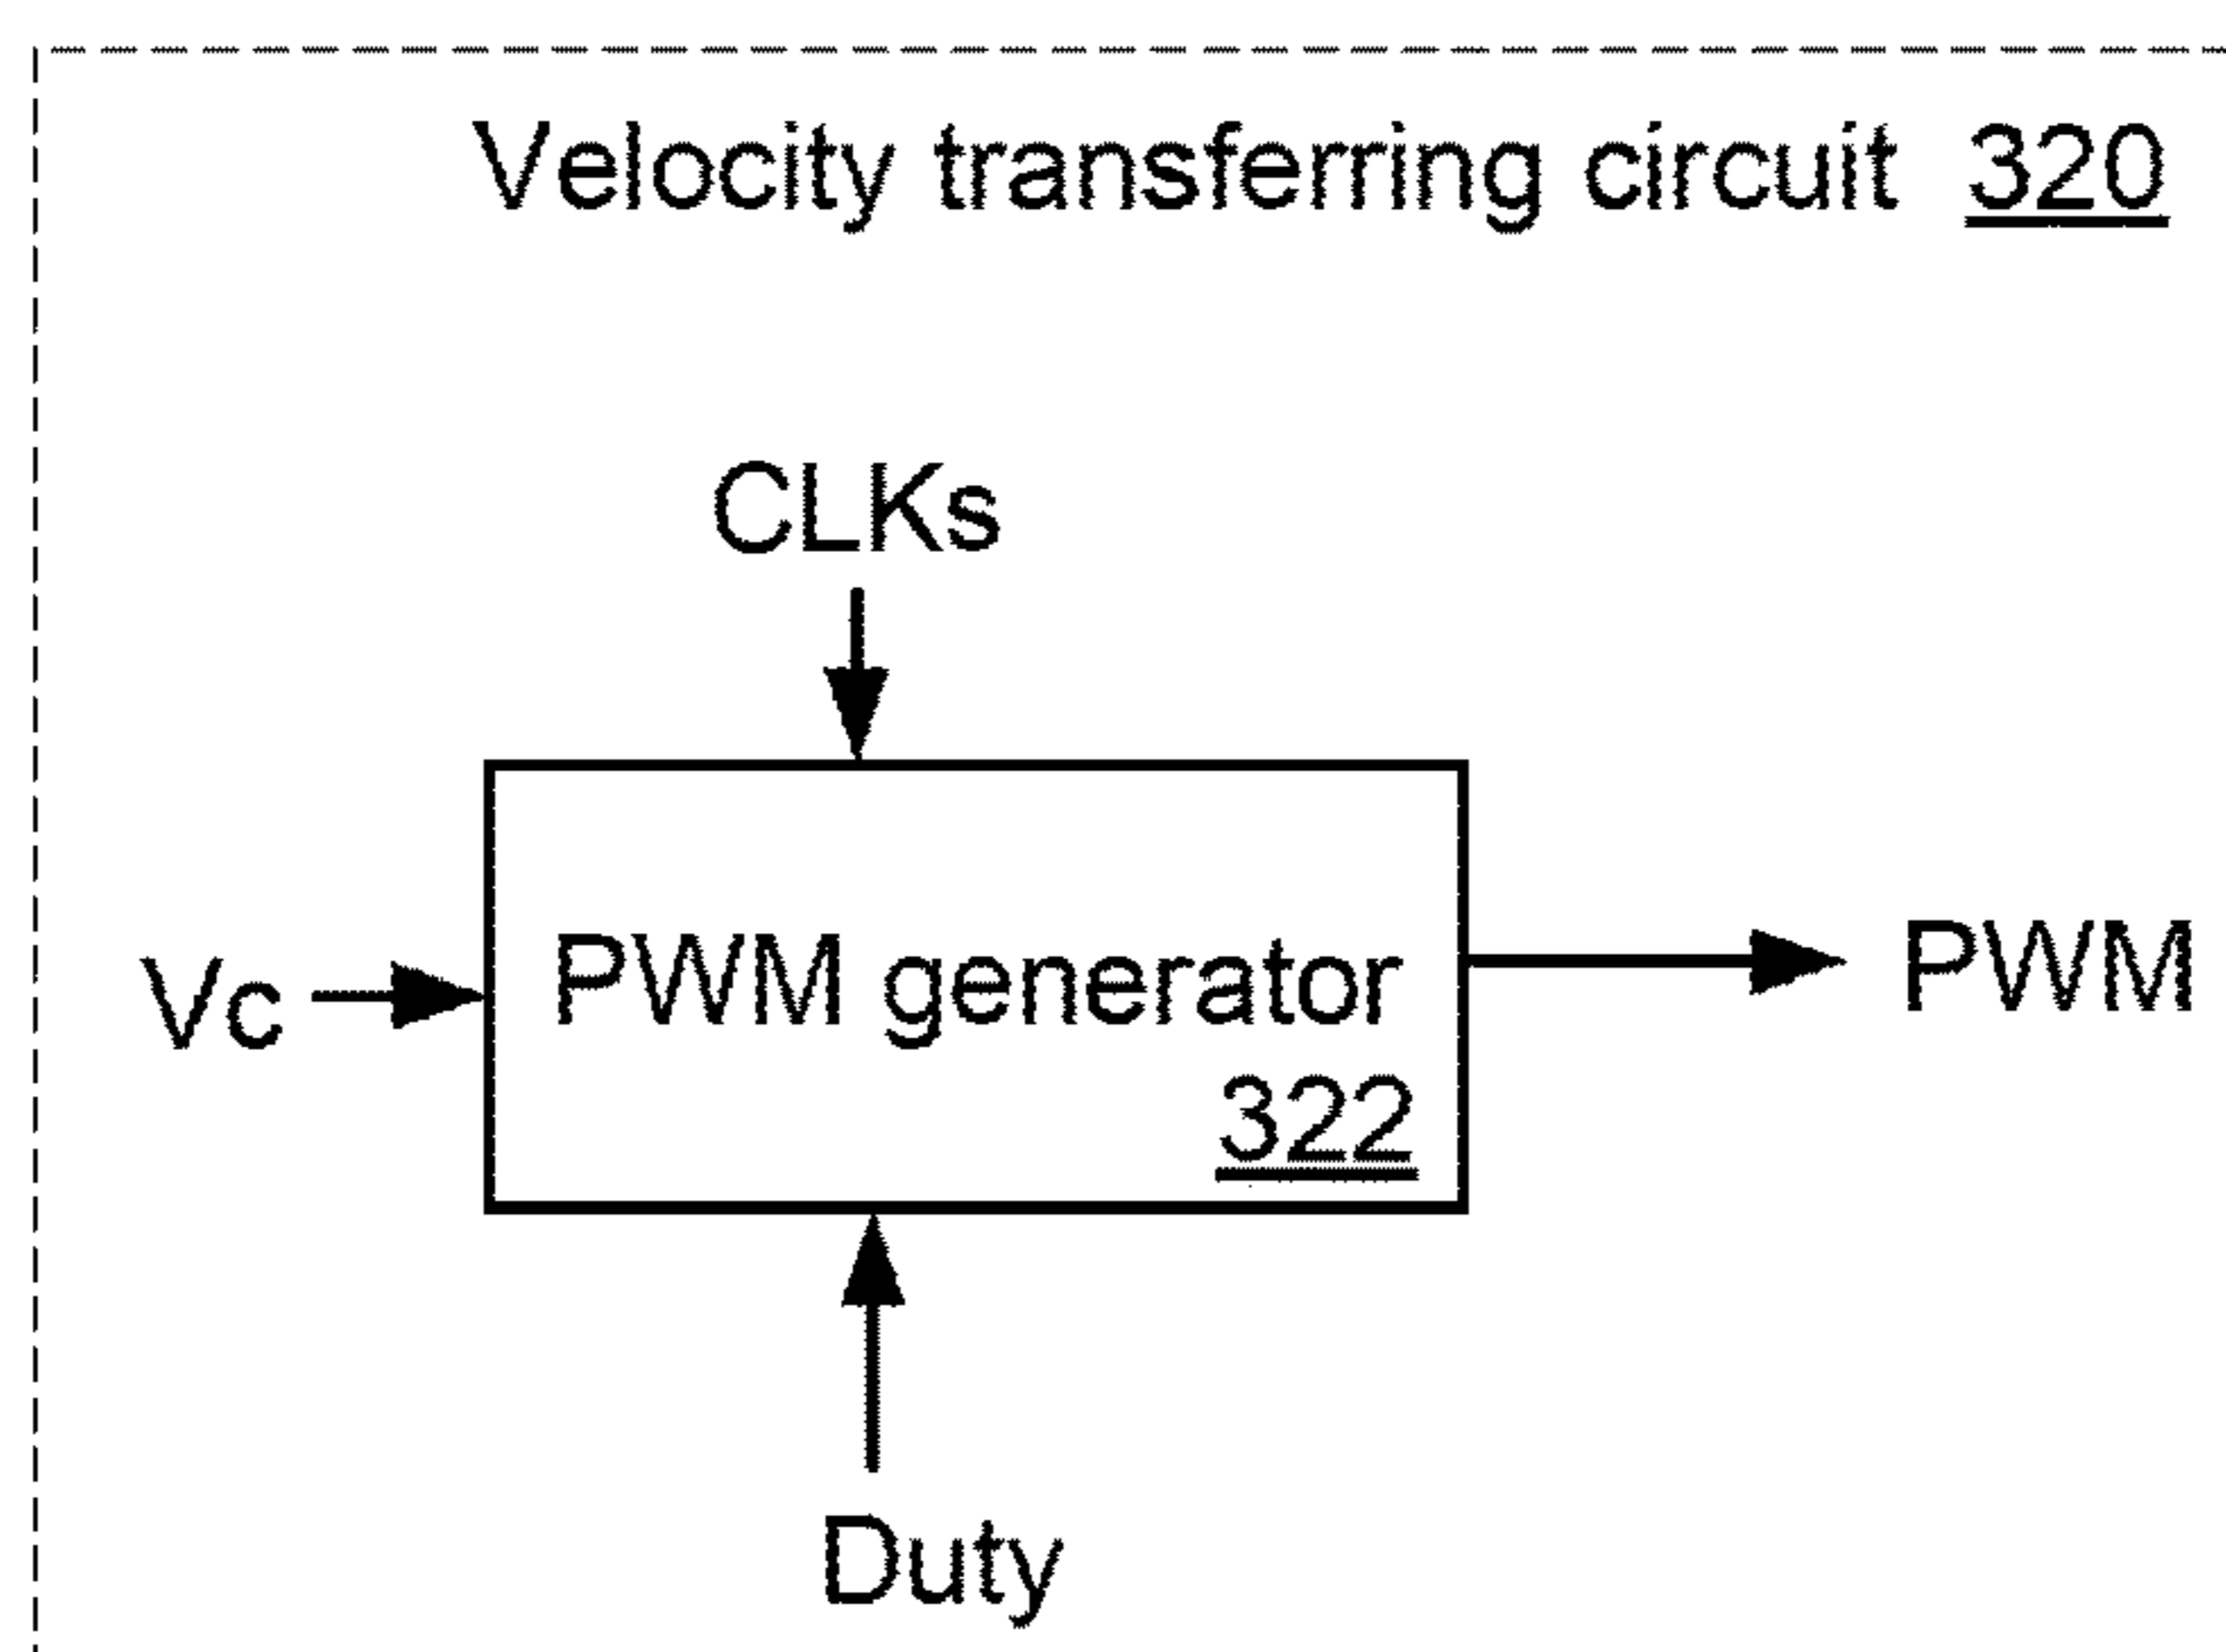 Velocity transferring circuit 320
CLKs
Vc
PWM generator
PWM
322
Duty